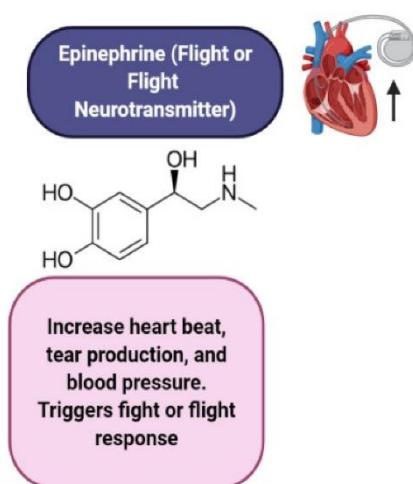 Epinephrine (Flight or
Flight
Neurotransmitter)
OH
H
N
HO
HO
Increase heart beat,
tear production, and
blood pressure.
Triggers fight or flight
response